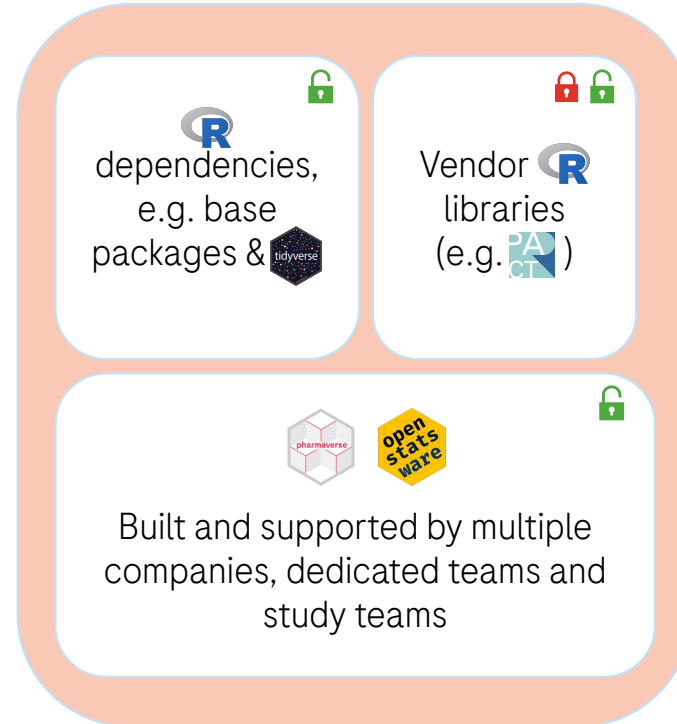 R
dependencies,
e.g. base
packages & tidyverse
Vendor R
libraries
(e.g. PACT )
pharmaverse
open
stats
ware
Built and supported by multiple
companies, dedicated teams and
study teams